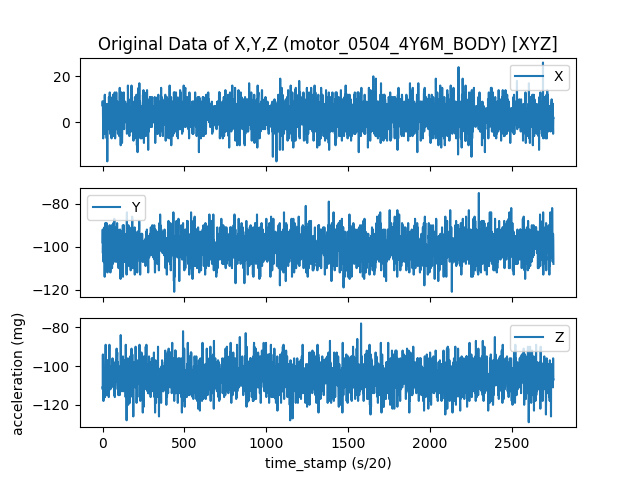 Original Data of X,Y,Z (motor_0504_4Y6M_BODY) [XYZ]
20
0
X
−80
−100
−120
Y
−80
−100
−120
Z
acceleration (mg)
0 500 1000 1500 2000 2500
time_stamp (s/20)